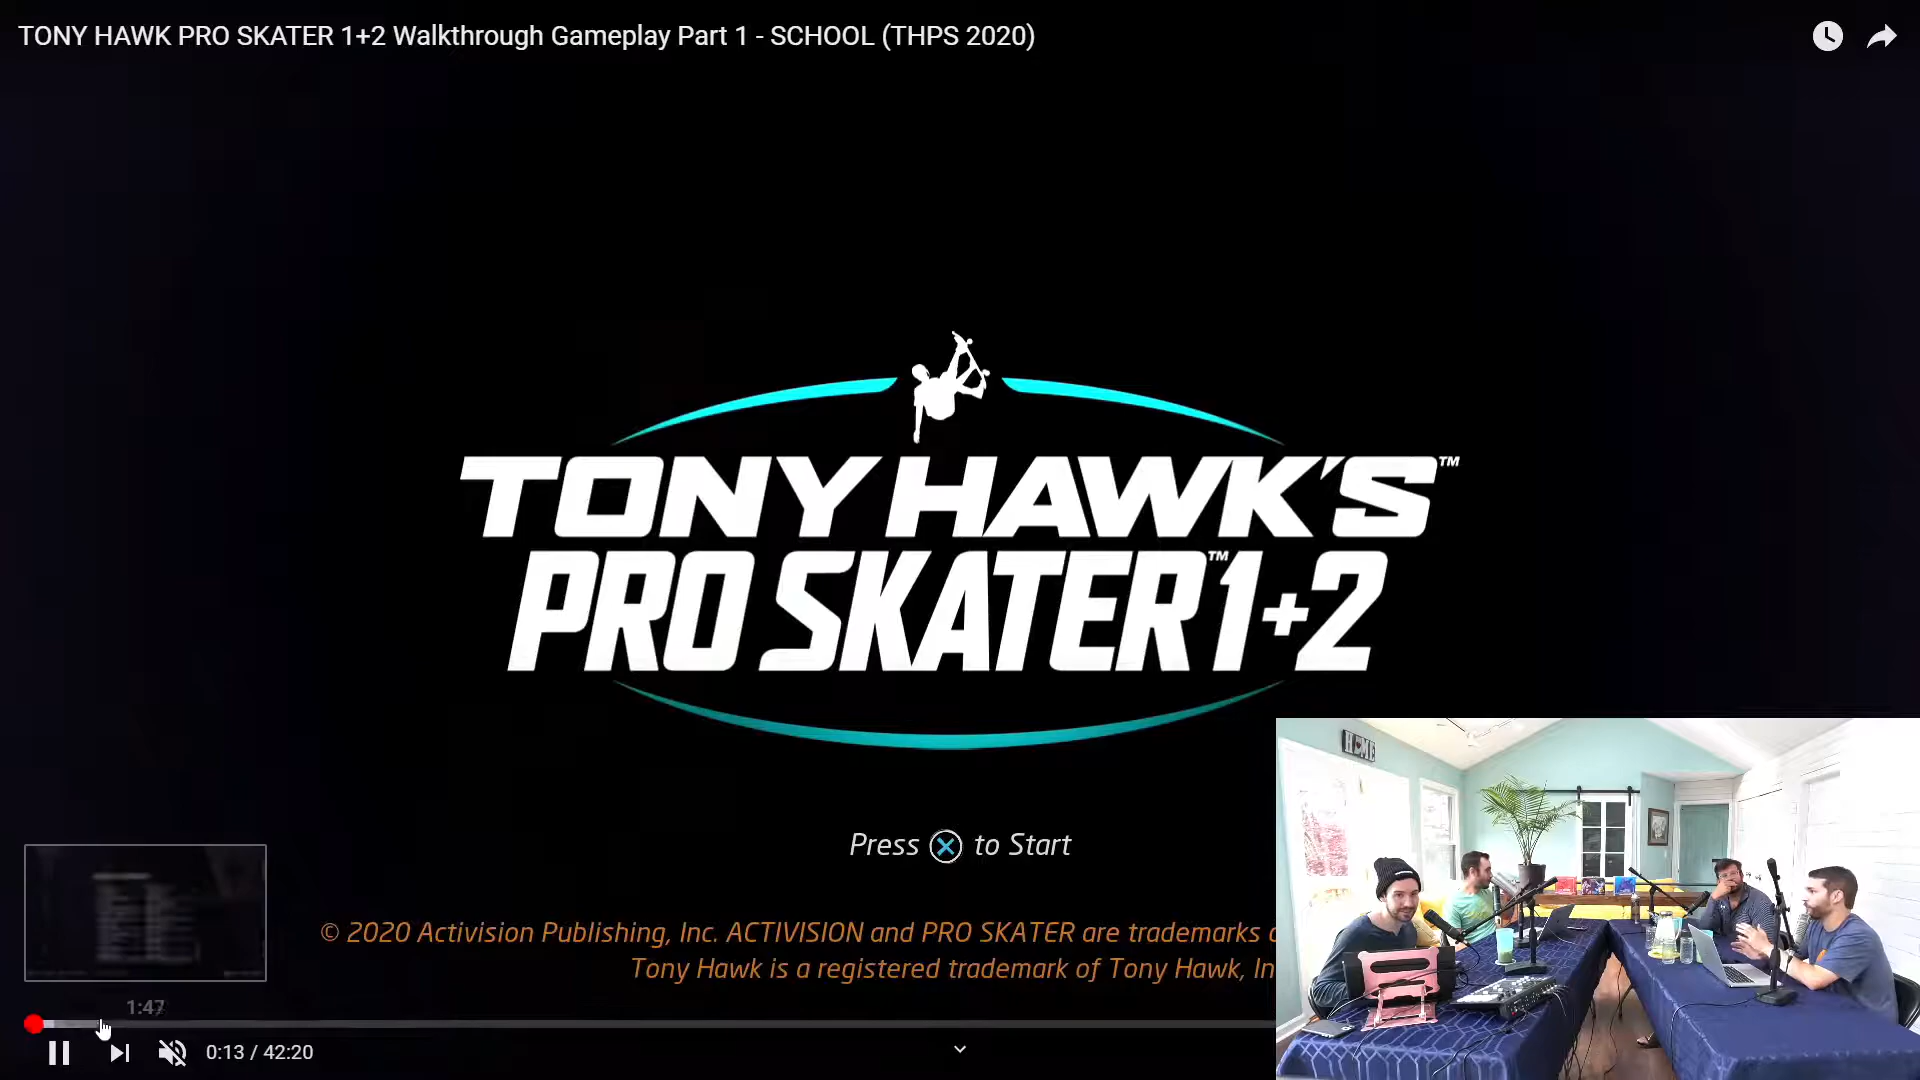 TONY HAWK PRO SKATER 1+2 Walkthrough Gameplay Part 1 - SCHOOL (THPS 2020)
TONY HAWK'S™
PRO SKATER™ 1+2
Press ⓧ to Start
© 2020 Activision Publishing, Inc. ACTIVISION and PRO SKATER are trademarks
Tony Hawk is a registered trademark of Tony Hawk, In
HOME
1:47
0:13 / 42:20